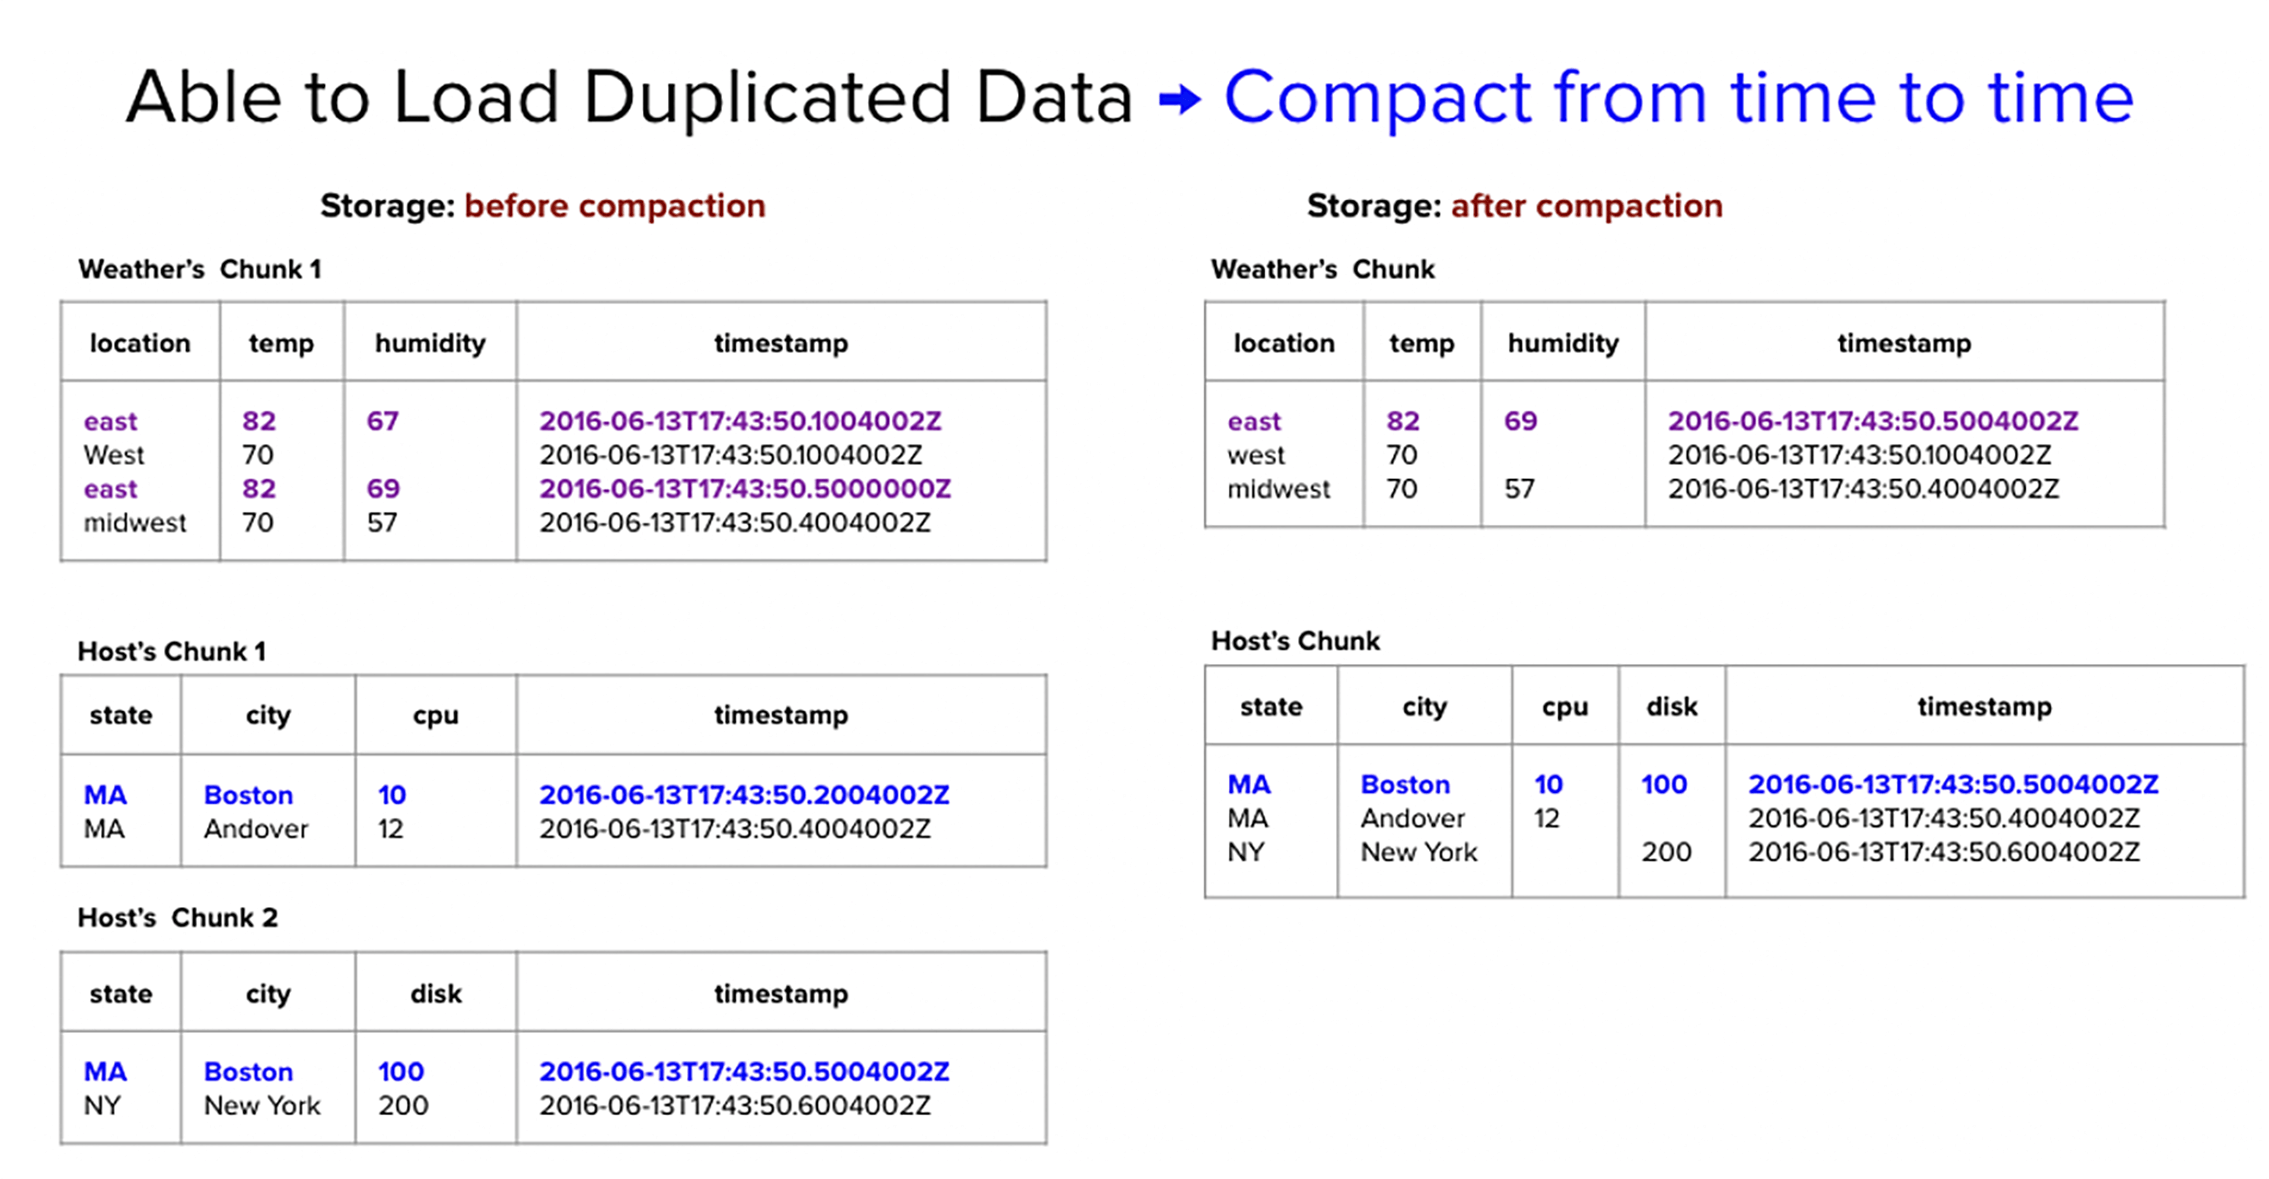 Able to Load Duplicated Data ➡ Compact from time to time
Storage: before compaction
Weather's Chunk 1
location temp humidity timestamp
east 82 67 2016-06-13T17:43:50.1004002Z
West 70 2016-06-13T17:43:50.1004002Z
east 82 69 2016-06-13T17:43:50.5000000Z
midwest 70 57 2016-06-13T17:43:50.4004002Z
Host's Chunk 1
state city cpu timestamp
MA Boston 10 2016-06-13T17:43:50.2004002Z
MA Andover 12 2016-06-13T17:43:50.4004002Z
Host's Chunk 2
state city disk timestamp
MA Boston 100 2016-06-13T17:43:50.5004002Z
NY New York 200 2016-06-13T17:43:50.6004002Z
Storage: after compaction
Weather's Chunk
location temp humidity timestamp
east 82 69 2016-06-13T17:43:50.5004002Z
west 70 2016-06-13T17:43:50.1004002Z
midwest 70 57 2016-06-13T17:43:50.4004002Z
Host's Chunk
state city cpu disk timestamp
MA Boston 10 100 2016-06-13T17:43:50.5004002Z
MA Andover 12 2016-06-13T17:43:50.4004002Z
NY New York 200 2016-06-13T17:43:50.6004002Z